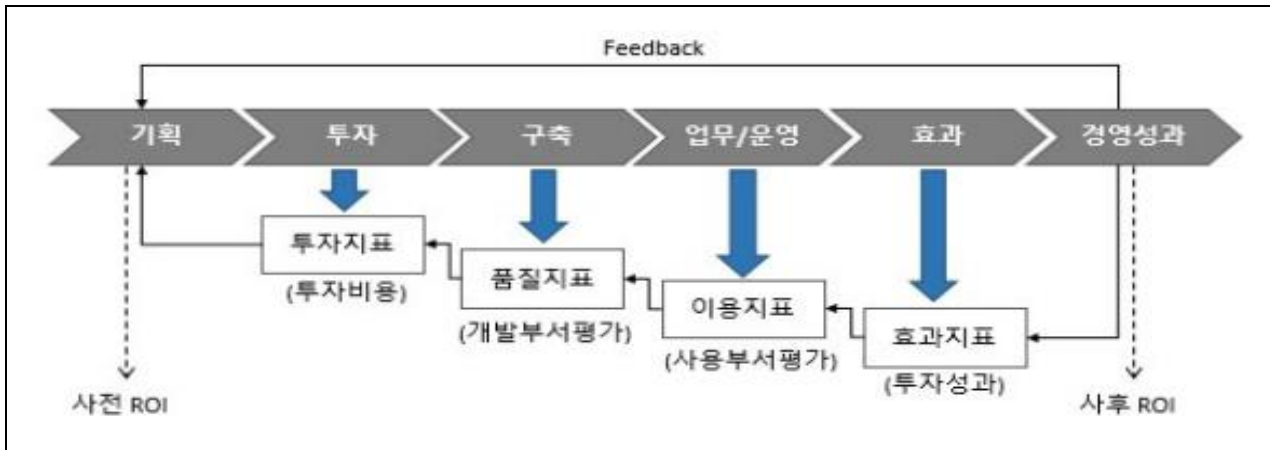 Feedback
기획
투자
구축
업무/운영
효과
경영성과
투자지표
(투자비용)
품질지표
(개발부서평가)
이용지표
(사용부서평가)
효과지표
(투자성과)
사전 ROI
사후 ROI